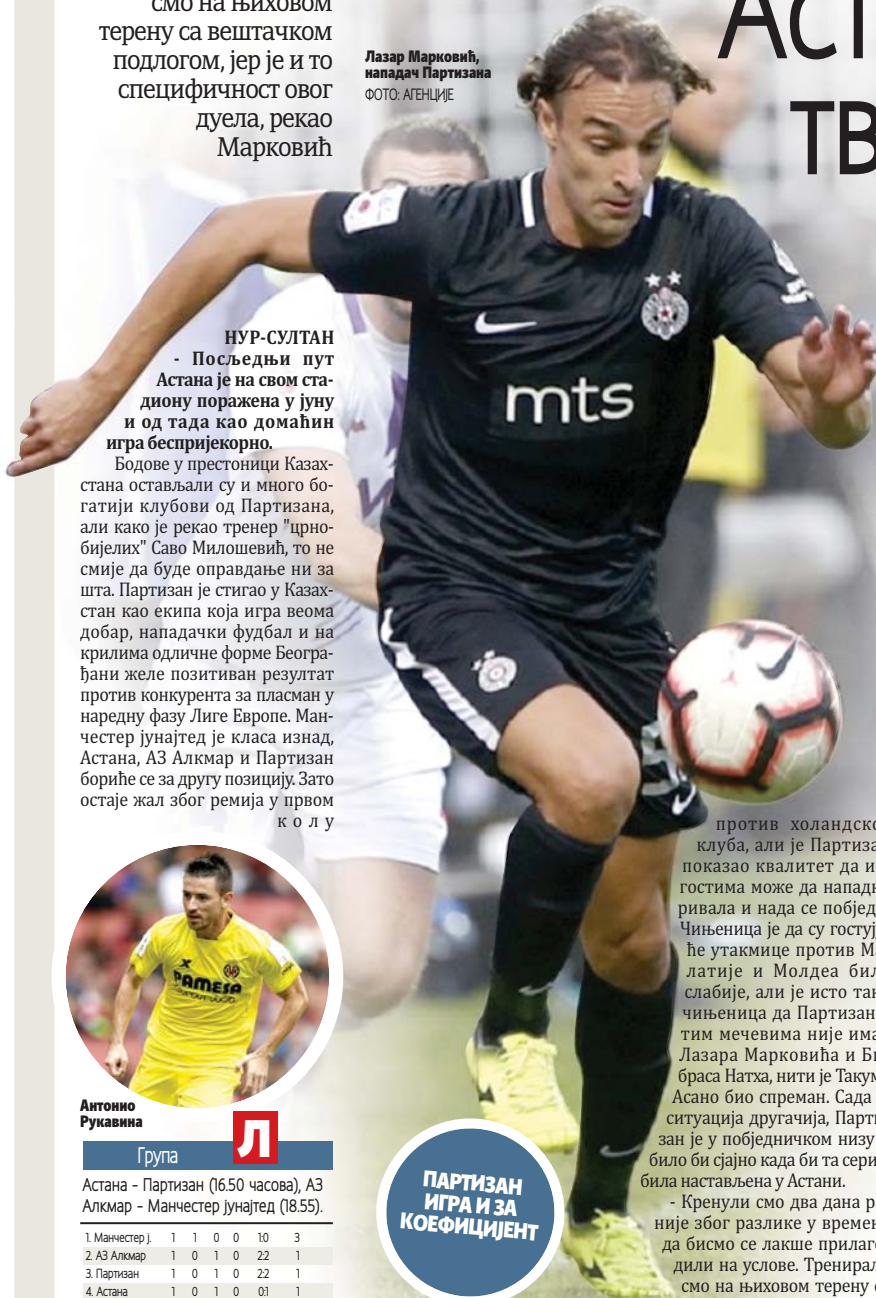 смо на њиховом
терену са вештачком
подлогом, јер је и то
специфичност овог
дуела, рекао
Марковић
Лазар Марковић,
нападач Партизана
ФОТО: АГЕНЦИЈЕ
АСТ
ТВ
mts
НУР-СУЛТАН
- Посљедњи пут
Астана је на свом ста-
диону поражена у јуну
и од тада као домаћин
игра беспријекорно.
Бодове у престоници Казах-
стана остављали су и много бо-
гатији клубови од Партизана,
али како је рекао тренер "црно-
бијелих" Саво Милошевић, то не
смије да буде оправдање ни за
шта. Партизан је стигао у Казах-
стан као екипа која игра веома
добар, нападачки фудбал и на
крилима одличне форме Београ-
ђани желе позитиван резултат
против конкурента за пласман у
наредну фазу Лиге Европе. Ман-
честер јунајтед је класа изнад,
Астана, АЗ Алкмар и Партизан
бориће се за другу позицију. Зато
остаје жал због ремија у првом
колу
против холандско
клуба, али је Партиза
показао квалитет да и
гостима може да нападн
ривала и нада се побјед
Чињеница је да су гостуј
ће утакмице против Ма
латије и Молдеа бил
слабије, али је исто так
чињеница да Партизан
тим мечевима није има
Лазара Марковића и Би
браса Натха, нити је Такум
Асано био спреман. Сада
ситуација другачија, Парти
зан је у побједничком низу
било би сјајно када би та сери
била настављена у Астани.
- Кренули смо два дана ра
није због разлике у времен
да бисмо се лакше прилаго
дили на услове. Тренирал
смо на њиховом терену с
PAMESA
Антонио
Рукавина
Група Л
Астана - Партизан (16.50 часова), АЗ
Алкмар - Манчестер јунајтед (18.55).
1. Манчестер ј. 1 1 0 0 1:0 3
2. АЗ Алкмар 1 0 1 0 2:2 1
3. Партизан 1 0 1 0 2:2 1
4. Астана 1 0 1 0 0:1 1
ПАРТИЗАН
ИГРА И ЗА
КОЕФИЦИЈЕНТ